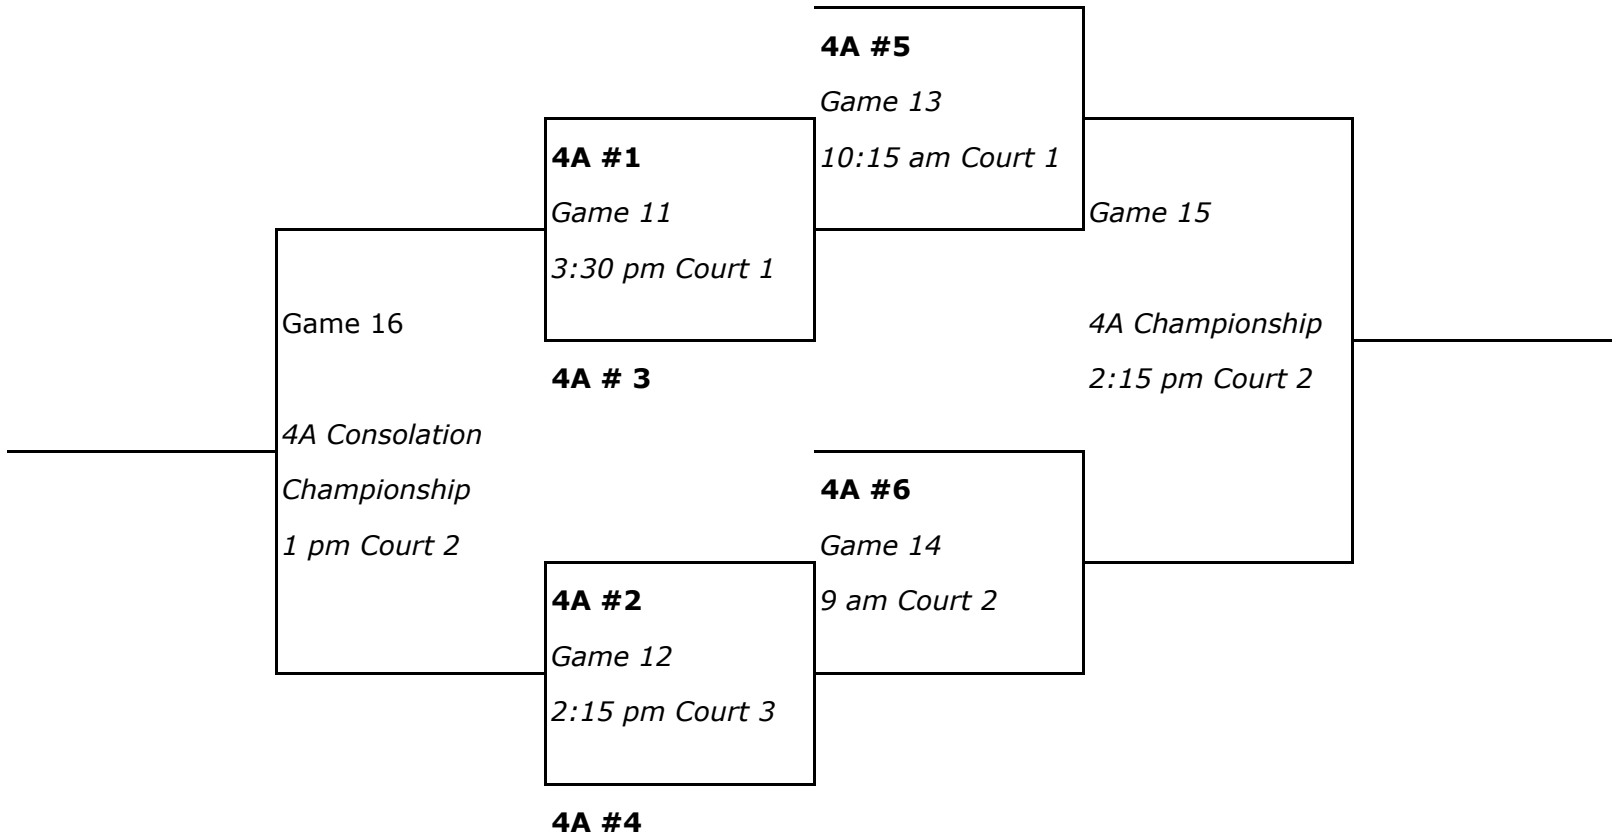 4A #5
Game 13
10:15 am Court 1
4A #1
Game 11
3:30 pm Court 1
4A # 3
Game 15
4A Championship
2:15 pm Court 2
Game 16
4A Consolation
Championship
1 pm Court 2
4A #6
Game 14
9 am Court 2
4A #2
Game 12
2:15 pm Court 3
4A #4